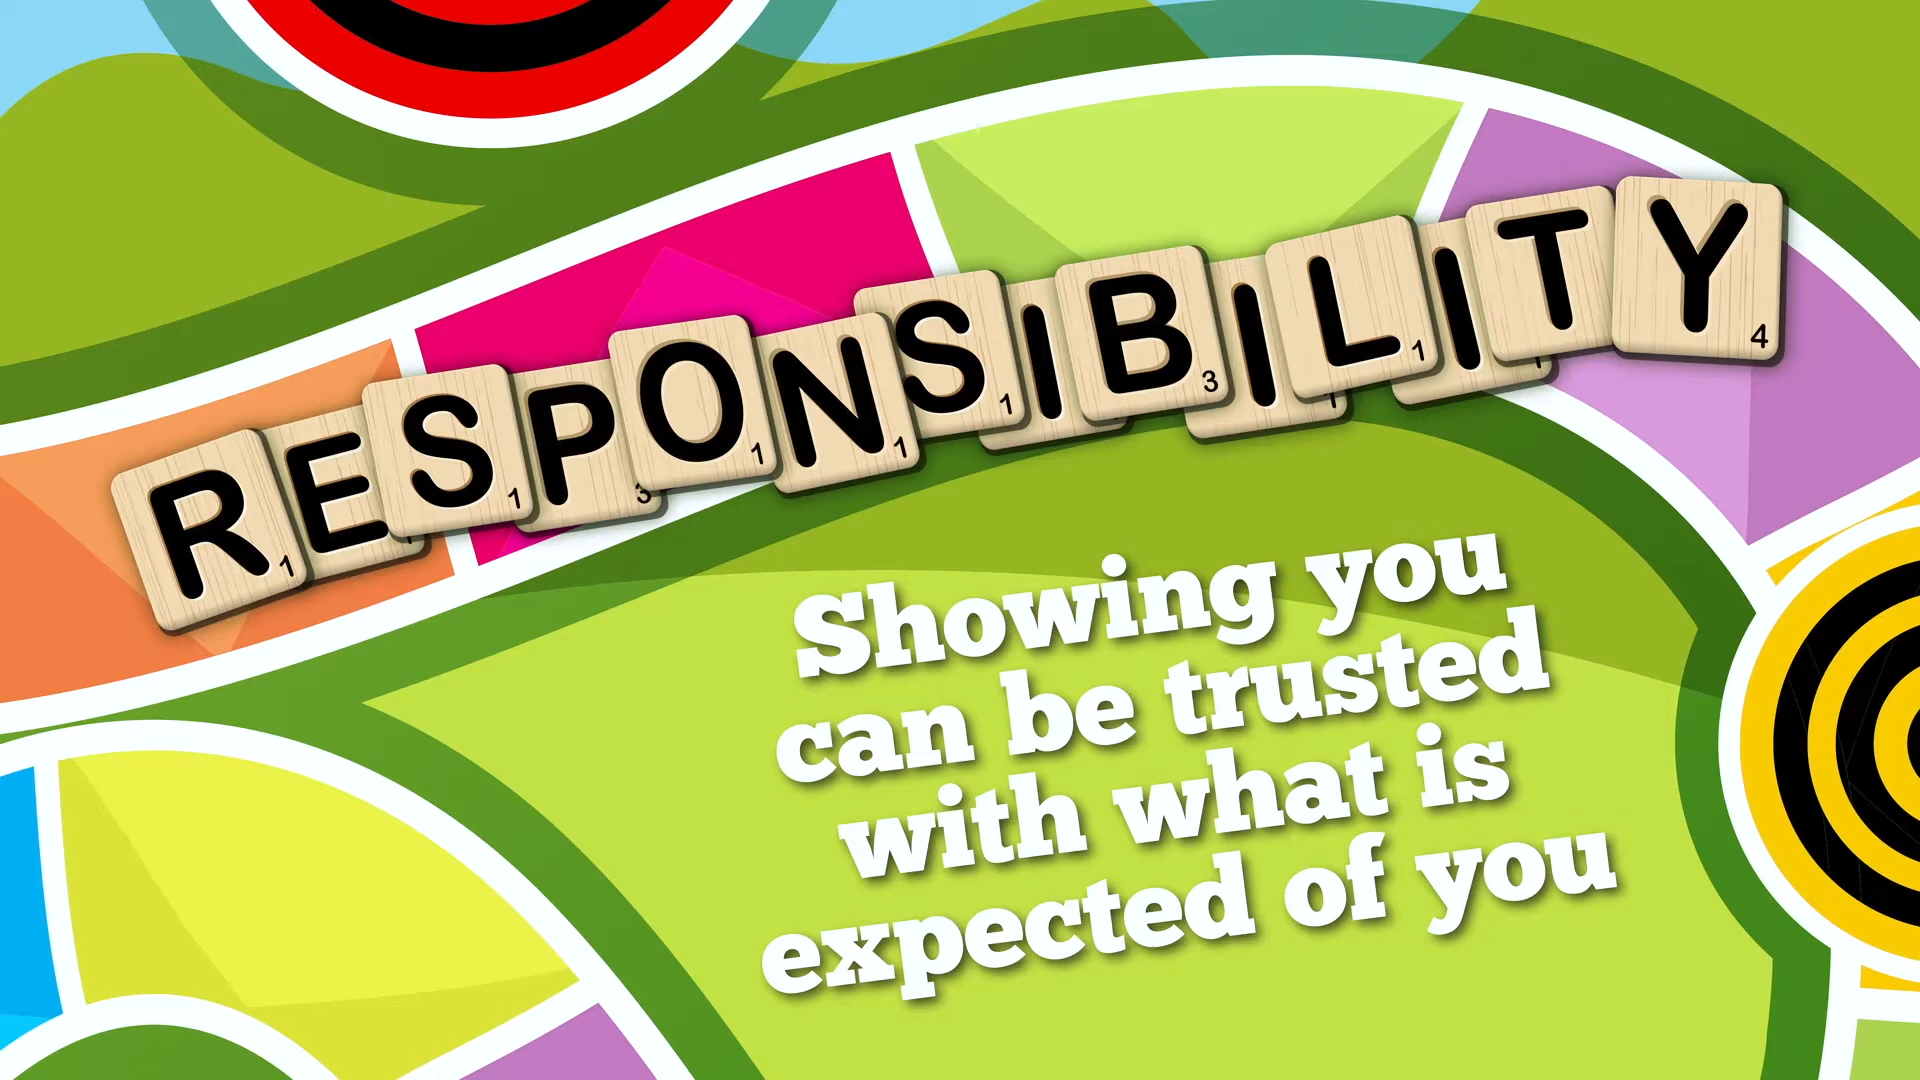 RESPONSIBILITY
Showing you
can be trusted
with what is
expected of you